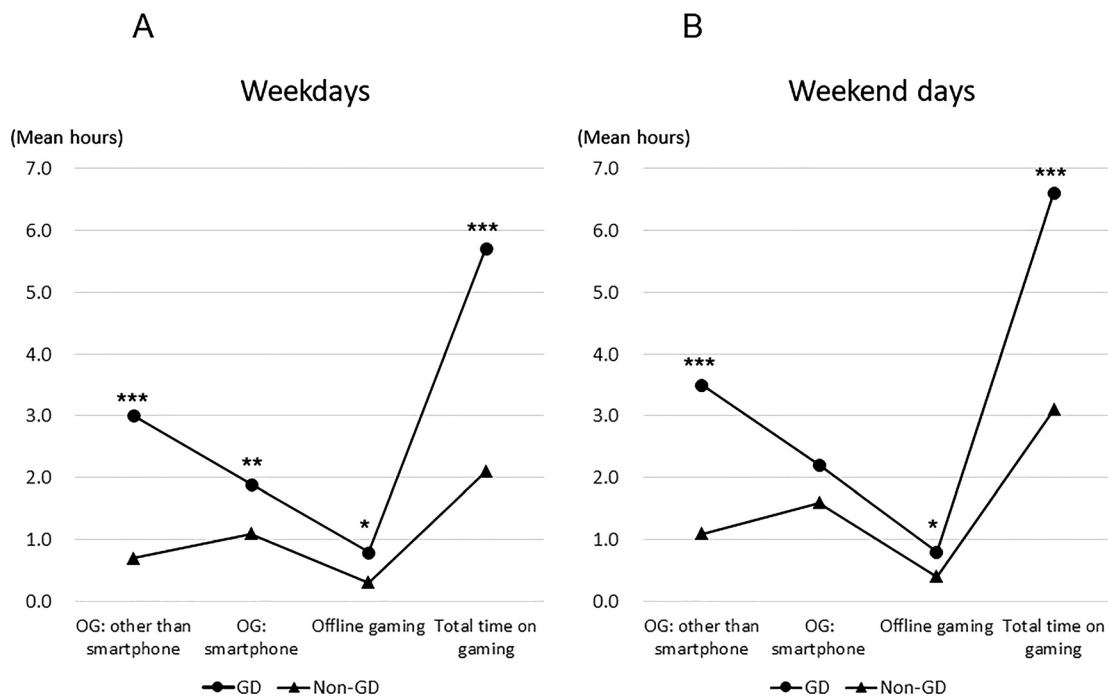 A
Weekdays
(Mean hours)
7.0
6.0
5.0
4.0
3.0
2.0
1.0
0.0
***
***
**
*
OG: other than
smartphone
OG:
smartphone
Offline gaming
Total time on
gaming
GD
Non-GD
B
Weekend days
(Mean hours)
7.0
6.0
5.0
4.0
3.0
2.0
1.0
0.0
***
***
*
OG: other than
smartphone
OG:
smartphone
Offline gaming
Total time on
gaming
GD
Non-GD